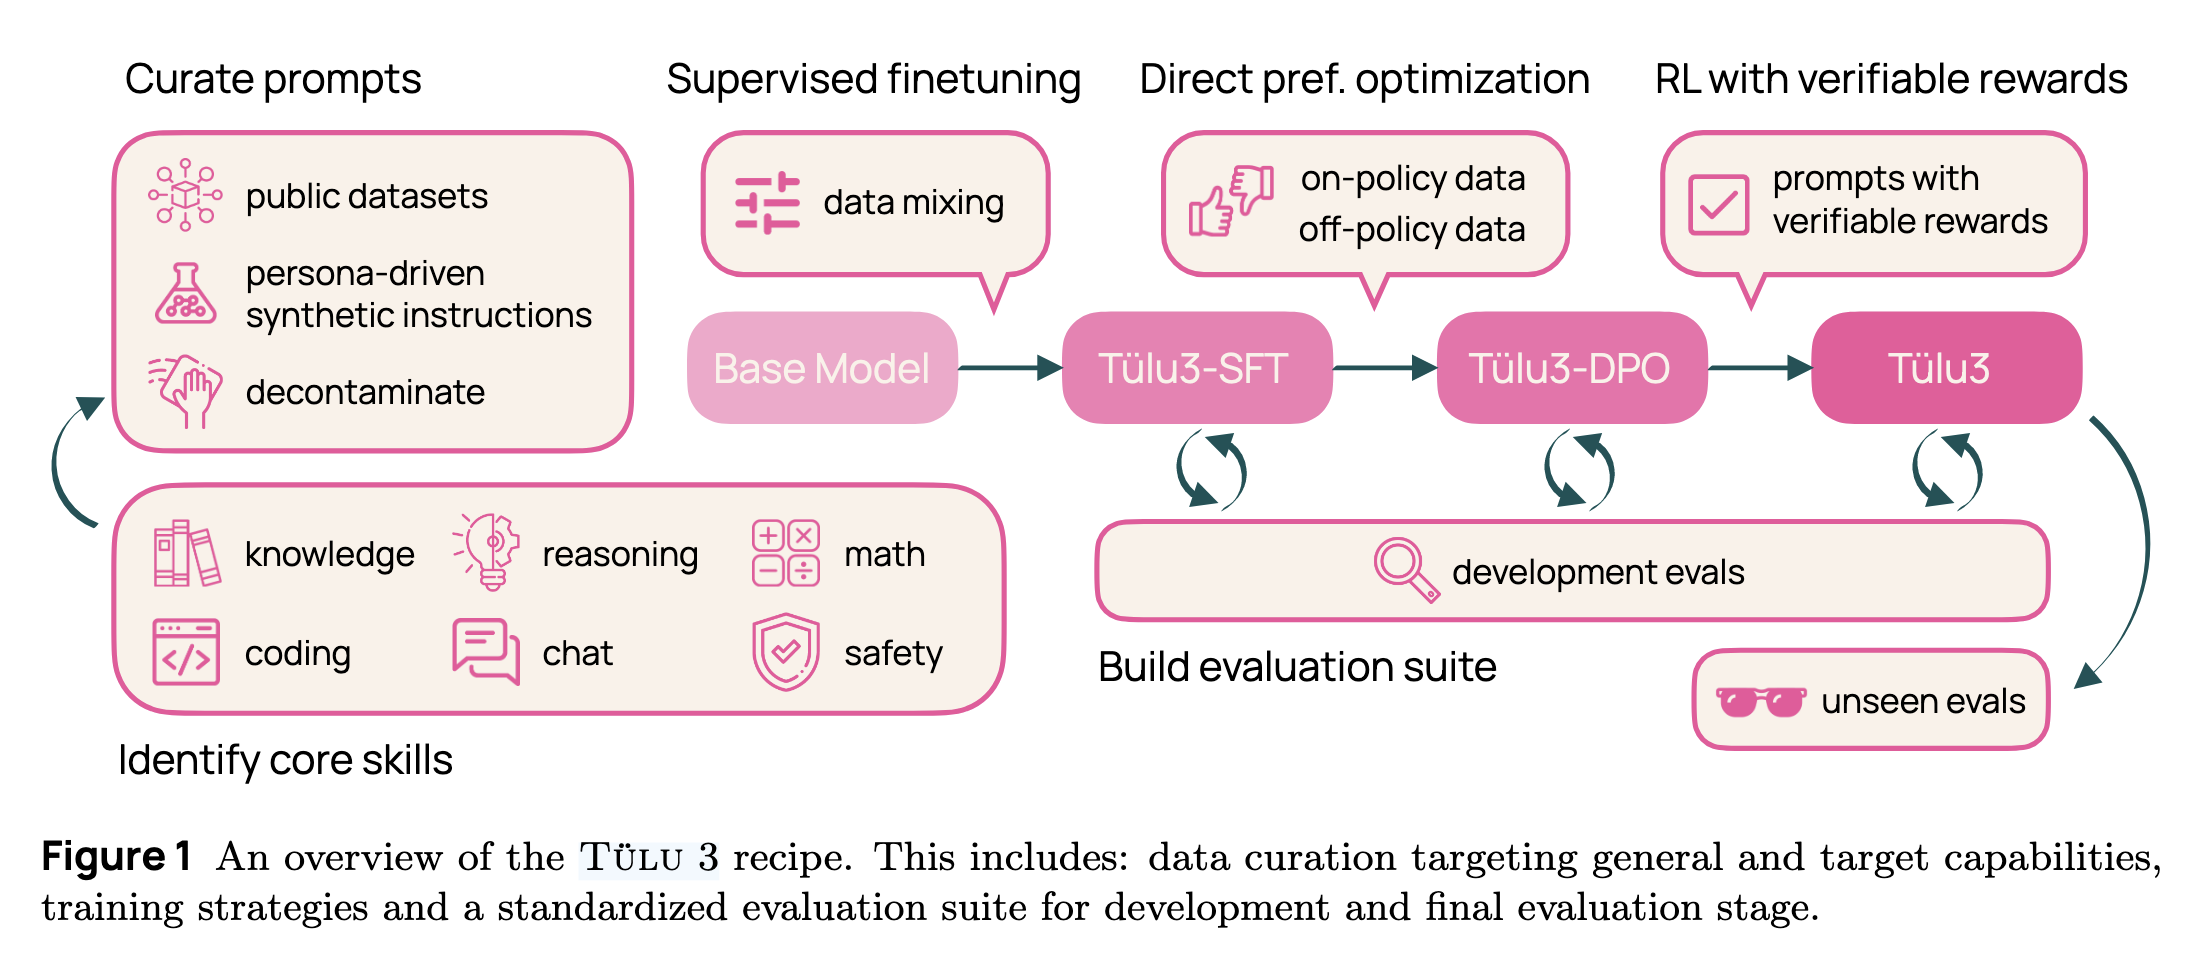 Curate prompts
public datasets
persona-driven
synthetic instructions
decontaminate
knowledge
reasoning
math
coding
chat
safety
Identify core skills
Supervised finetuning
data mixing
Direct pref. optimization
on-policy data
off-policy data
RL with verifiable rewards
prompts with
verifiable rewards
Base Model
Tülu3-SFT
Tülu3-DPO
Tülu3
development evals
Build evaluation suite
unseen evals
Figure 1 An overview of the TÜLU 3 recipe. This includes: data curation targeting general and target capabilities,
training strategies and a standardized evaluation suite for development and final evaluation stage.